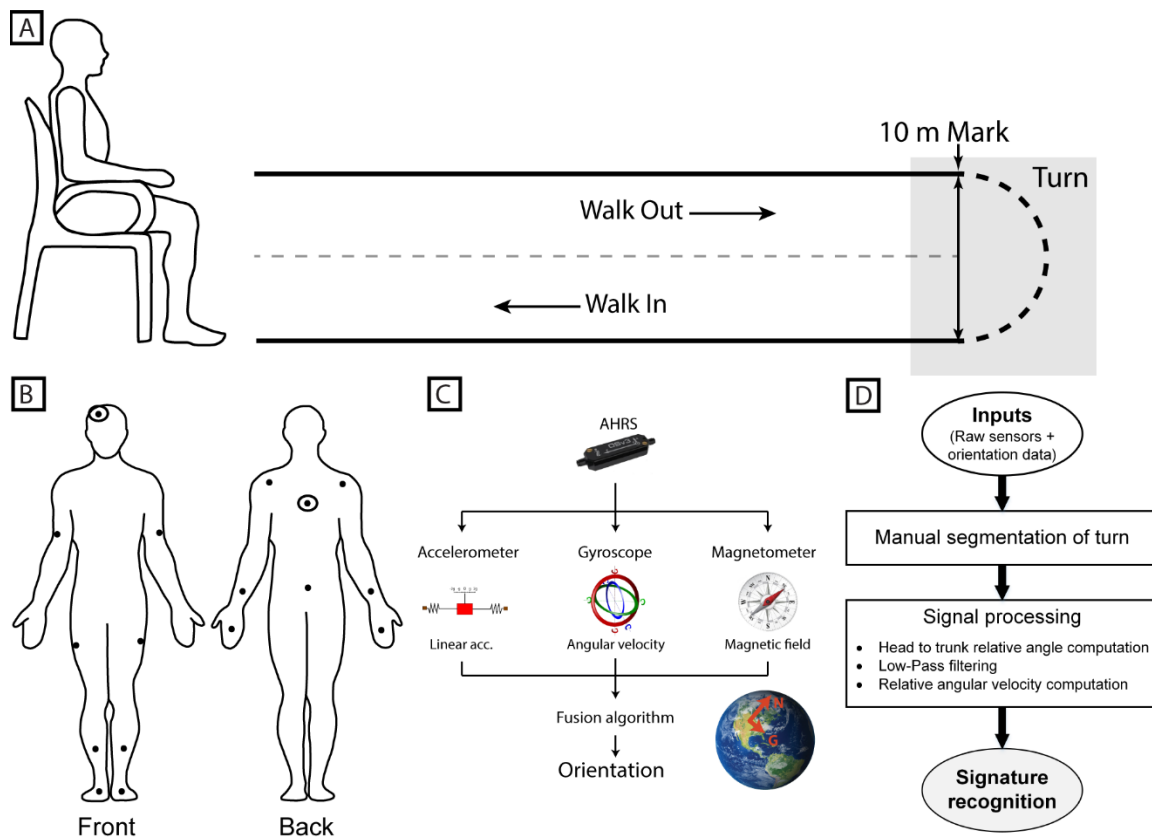 A
10 m Mark
Turn
Walk Out
Walk In
B
Front
Back
C
AHRS
Accelerometer
Gyroscope
Magnetometer
Linear acc.
Angular velocity
Magnetic field
Fusion algorithm
Orientation
N
G
D
Inputs
(Raw sensors +
orientation data)
Manual segmentation of turn
Signal processing
• Head to trunk relative angle computation
• Low-Pass filtering
• Relative angular velocity computation
Signature
recognition